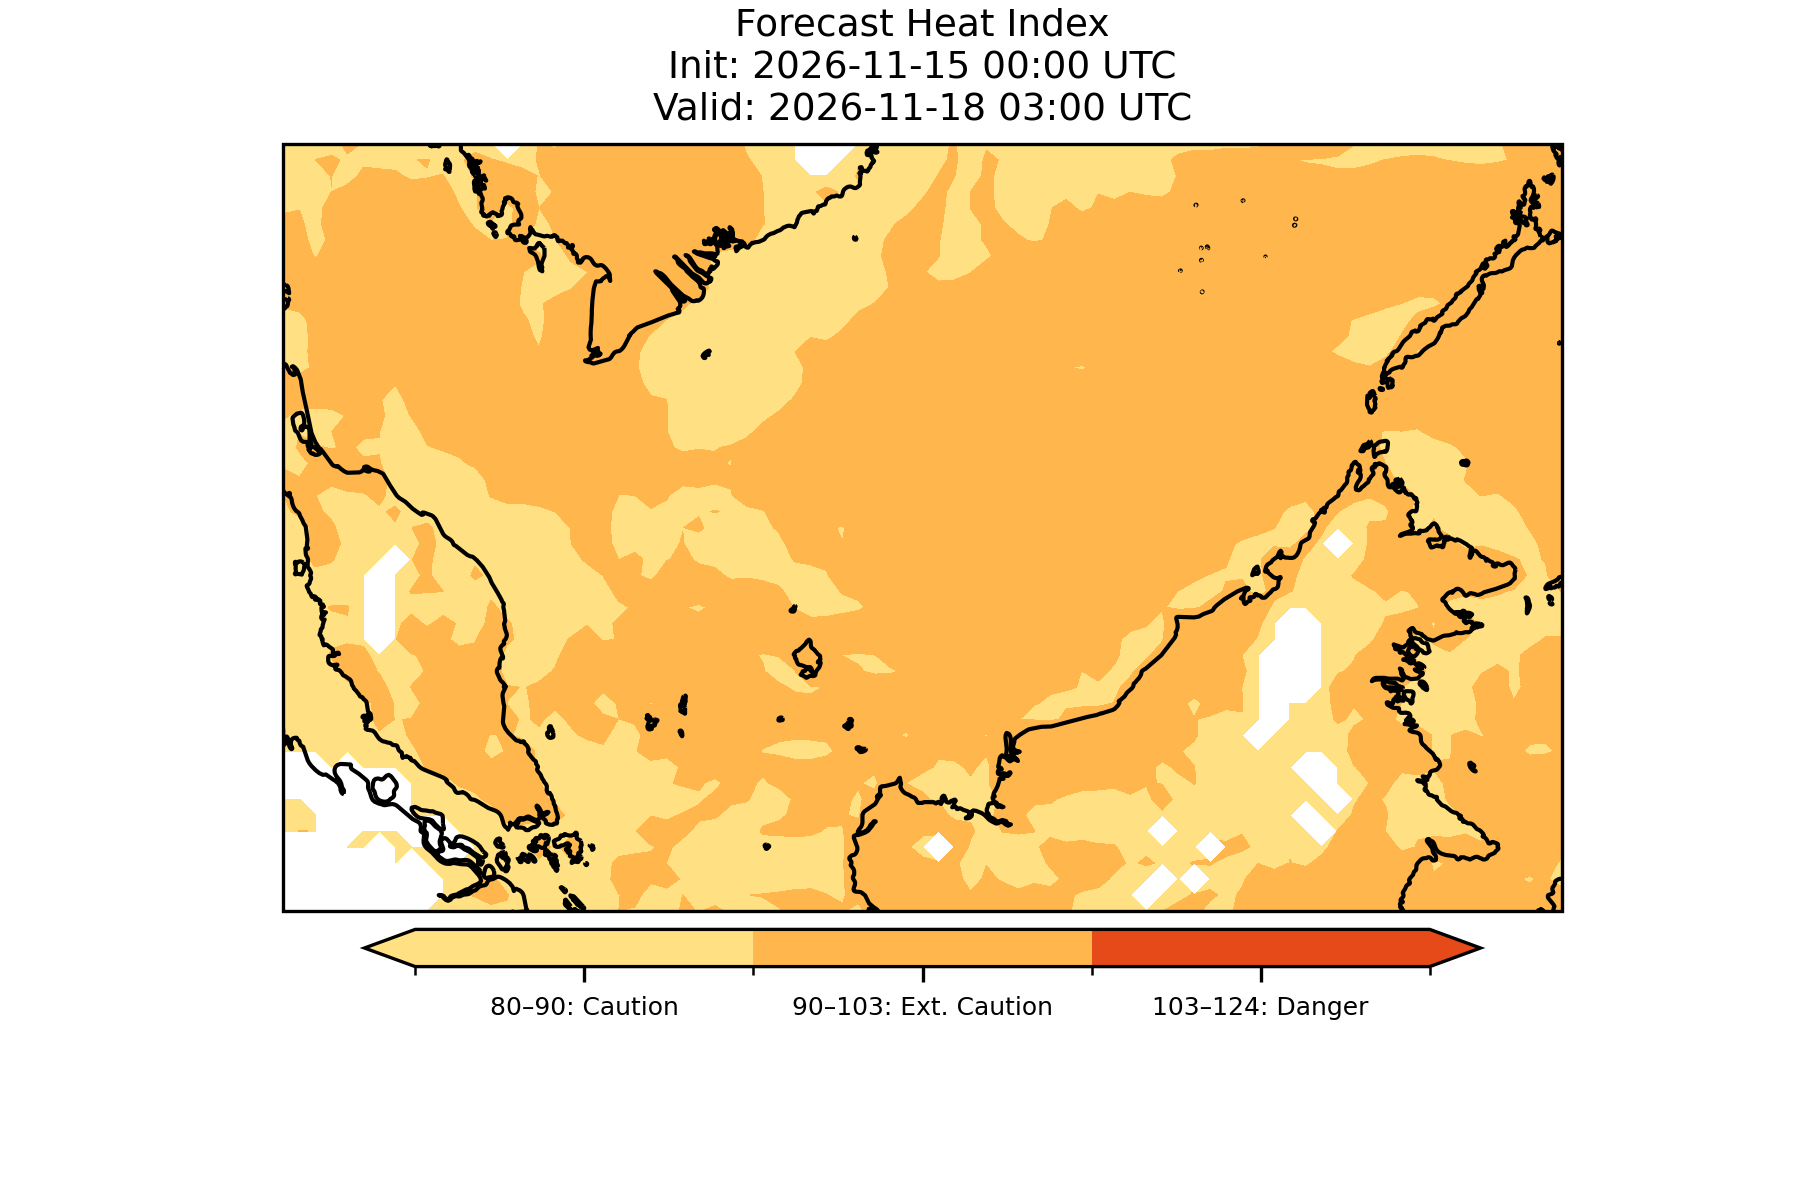 Forecast Heat Index
Init: 2026-11-15 00:00 UTC
Valid: 2026-11-18 03:00 UTC
80–90: Caution
90–103: Ext. Caution
103–124: Danger